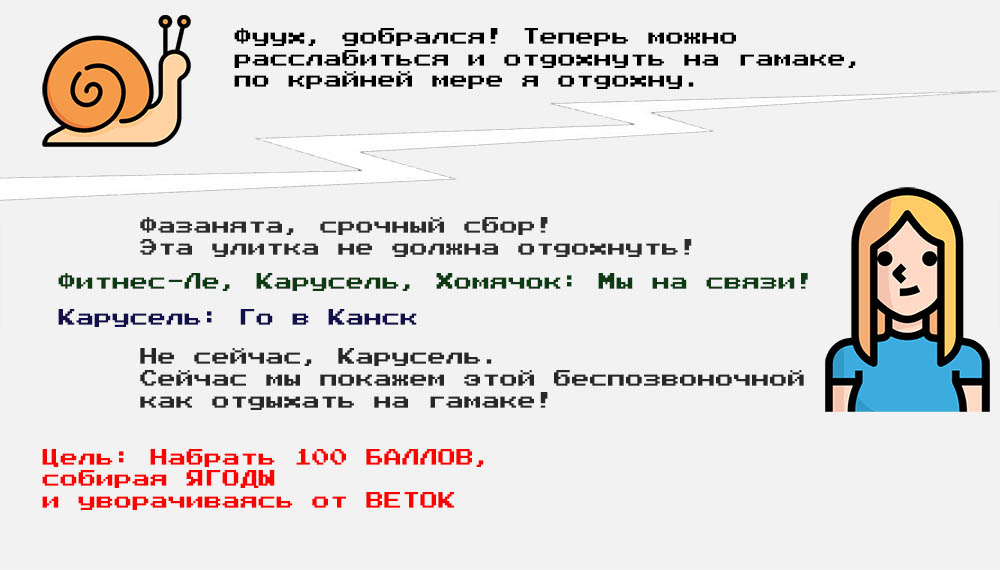 Фуух, добрался! Теперь можно
расслабиться и отдохнуть на гамаке,
по крайней мере я отдохну.
Фазанята, срочный сбор!
Эта улитка не должна отдохнуть!
Фитнес-Ле, Карусель, Хомячок: Мы на связи!
Карусель: Го в Канск
Не сейчас, Карусель.
Сейчас мы покажем этой беспозвоночной
как отдыхать на гамаке!
Цель: Набрать 100 БАЛЛОВ,
собирая ЯГОДЫ
и уворачиваясь от ВЕТОК